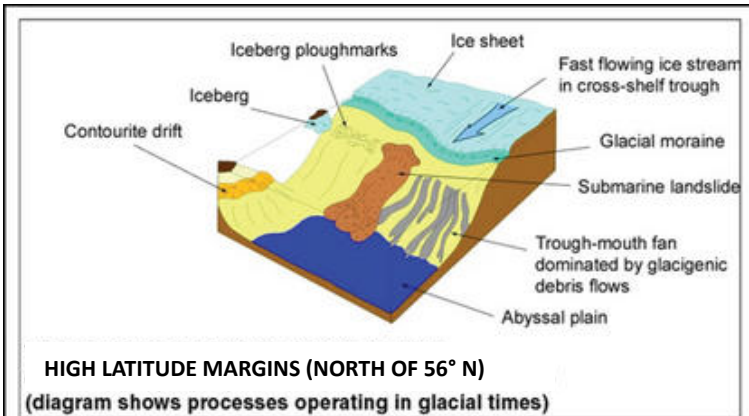 Iceberg ploughmarks
Ice sheet
Fast flowing ice stream
in cross-shelf trough
Iceberg
Contourite drift
Glacial moraine
Submarine landslide
Trough-mouth fan
dominated by glacigenic
debris flows
Abyssal plain
HIGH LATITUDE MARGINS (NORTH OF 56° N)
(diagram shows processes operating in glacial times)